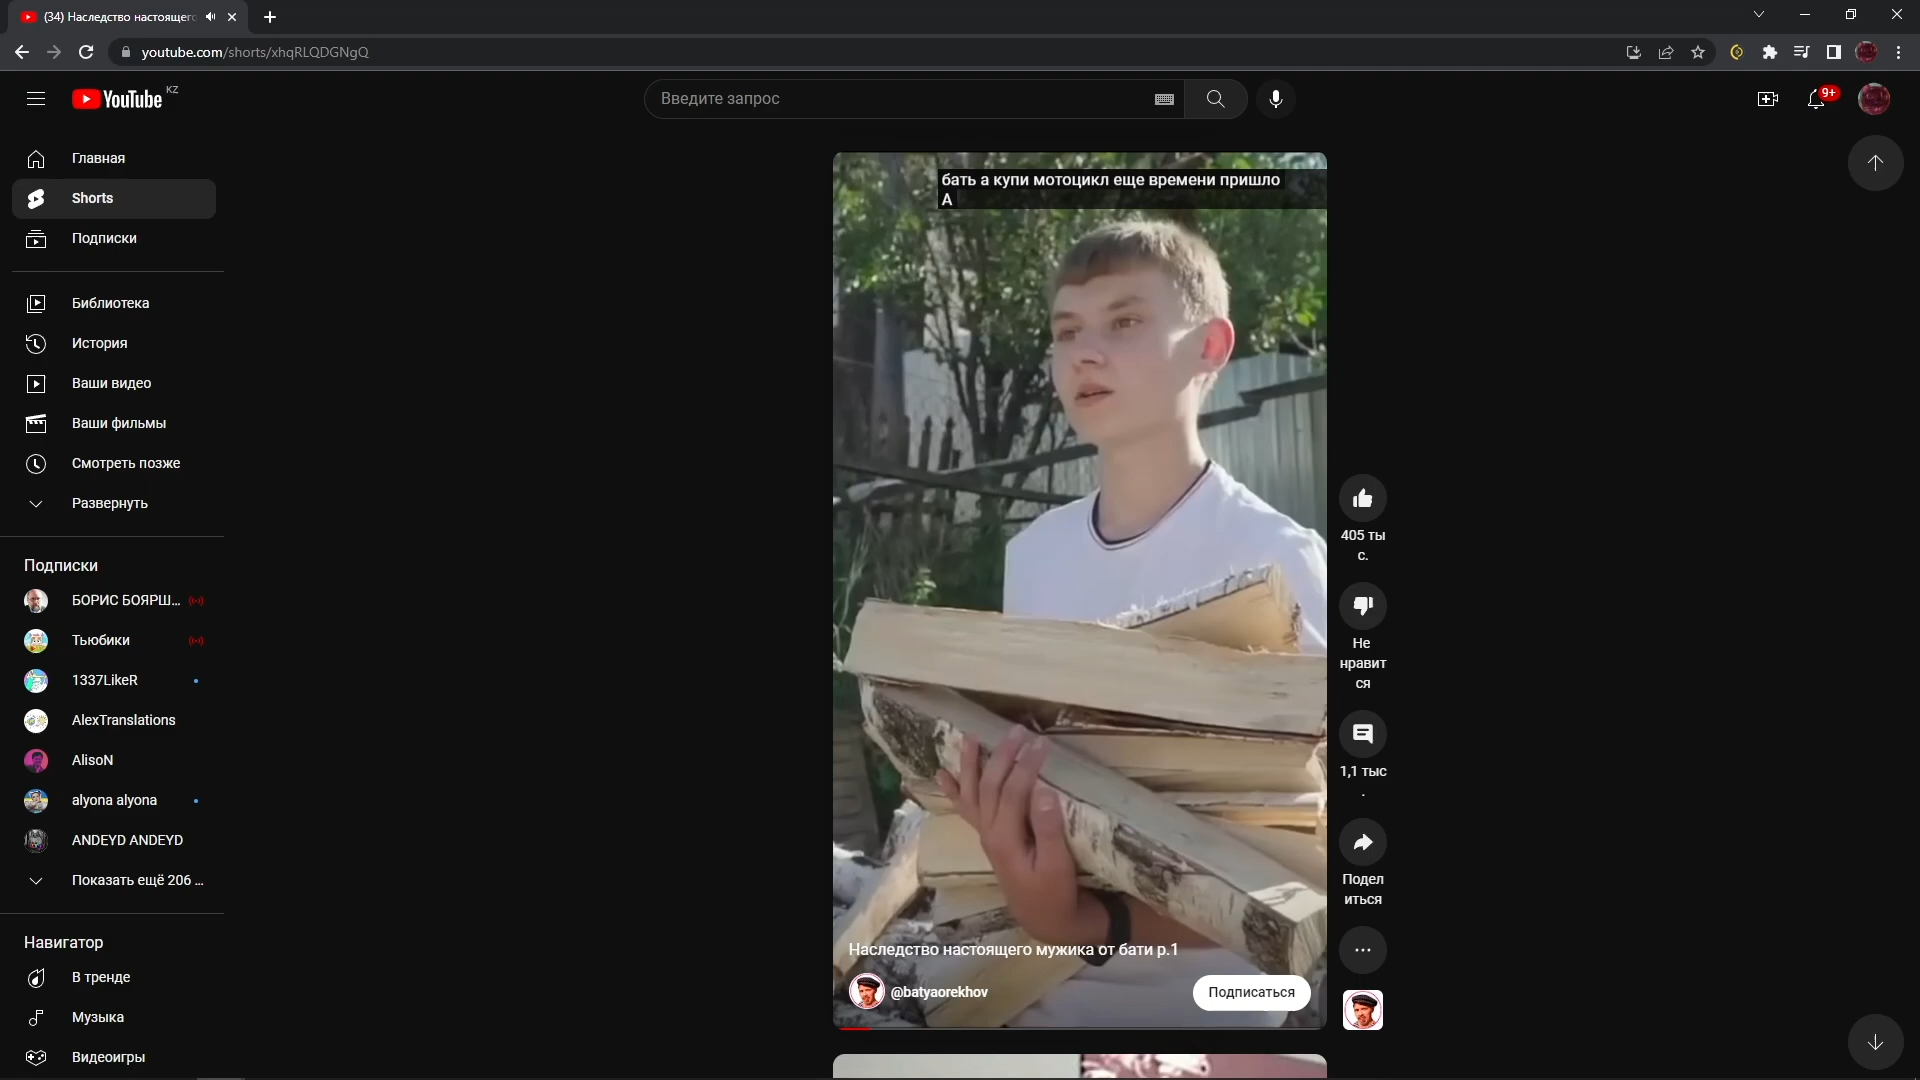 (34) Наследство настоящего
youtube.com/shorts/xhqRLQDGNgQ
YouTube KZ
Введите запрос
9+
Главная
Shorts
Подписки
Библиотека
История
Ваши видео
Ваши фильмы
Смотреть позже
Развернуть
Подписки
БОРИС БОЯРШ...
Тьюбики
1337LikeR
AlexTranslations
AlisoN
alyona alyona
ANDEYD ANDEYD
Показать ещё 206 ...
Навигатор
В тренде
Музыка
Видеоигры
бать а купи мотоцикл еще времени пришло
А
Наследство настоящего мужика от бати р.1
@batyaorekhov
Подписаться
405 ты
с.
Не
нравит
ся
1,1 тыс
.
Подел
иться